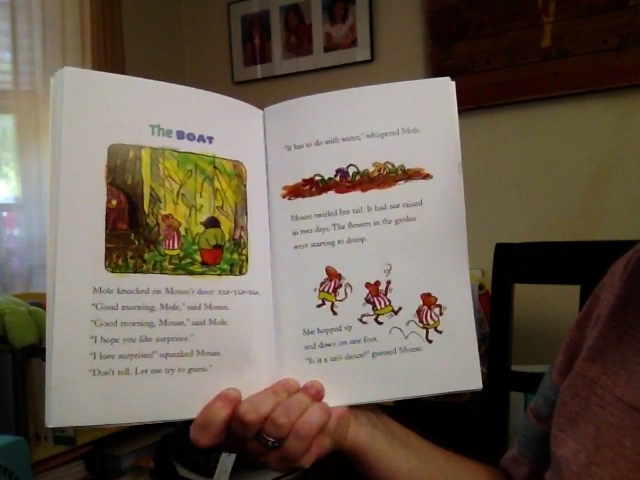 The BOAT
Mole knocked on Mouse's door: TAP-TAP-TAP.
"Good morning, Mole," said Mouse.
"Good morning, Mouse," said Mole.
"I hope you like surprises."
"I love surprises!" squeaked Mouse.
"Don't tell. Let me try to guess."
"It has to do with water," whispered Mole.
Mouse twirled her tail. It had not rained
in two days. The flowers in the garden
were starting to droop.
She hopped up
and down on one foot.
"Is it a rain dance?" guessed Mouse.